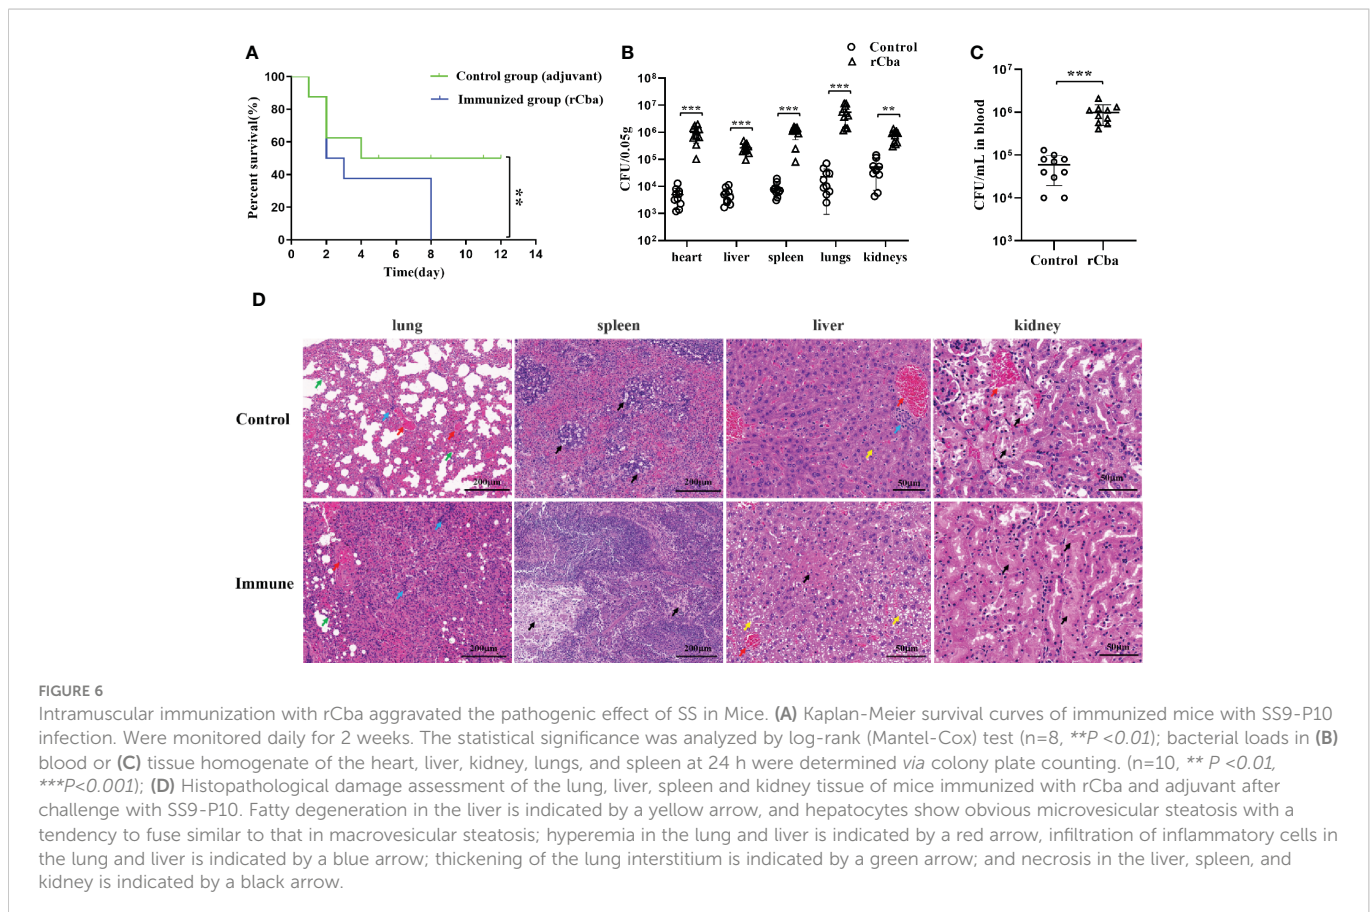 A
Control group (adjuvant)
Immunized group (rCba)
Percent survival(%)
100
80
60
40
20
0
0 2 4 6 8 10 12 14
Time(day)
**
B
Control
rCba
CFU/0.05g
10⁸
10⁷
10⁶
10⁵
10⁴
10³
10²
*** *** *** *** **
heart liver spleen lungs kidneys
C
CFU/mL in blood
10⁷
10⁶
10⁵
10⁴
10³
***
Control rCba
D
lung spleen liver kidney
Control
200μm 200μm 50μm 50μm
Immune
200μm 200μm 50μm 50μm
FIGURE 6
Intramuscular immunization with rCba aggravated the pathogenic effect of SS in Mice. (A) Kaplan-Meier survival curves of immunized mice with SS9-P10
infection. Were monitored daily for 2 weeks. The statistical significance was analyzed by log-rank (Mantel-Cox) test (n=8, **P <0.01); bacterial loads in (B)
blood or (C) tissue homogenate of the heart, liver, kidney, lungs, and spleen at 24 h were determined via colony plate counting. (n=10, ** P <0.01,
***P<0.001); (D) Histopathological damage assessment of the lung, liver, spleen and kidney tissue of mice immunized with rCba and adjuvant after
challenge with SS9-P10. Fatty degeneration in the liver is indicated by a yellow arrow, and hepatocytes show obvious microvesicular steatosis with a
tendency to fuse similar to that in macrovesicular steatosis; hyperemia in the lung and liver is indicated by a red arrow, infiltration of inflammatory cells in
the lung and liver is indicated by a blue arrow; thickening of the lung interstitium is indicated by a green arrow; and necrosis in the liver, spleen, and
kidney is indicated by a black arrow.